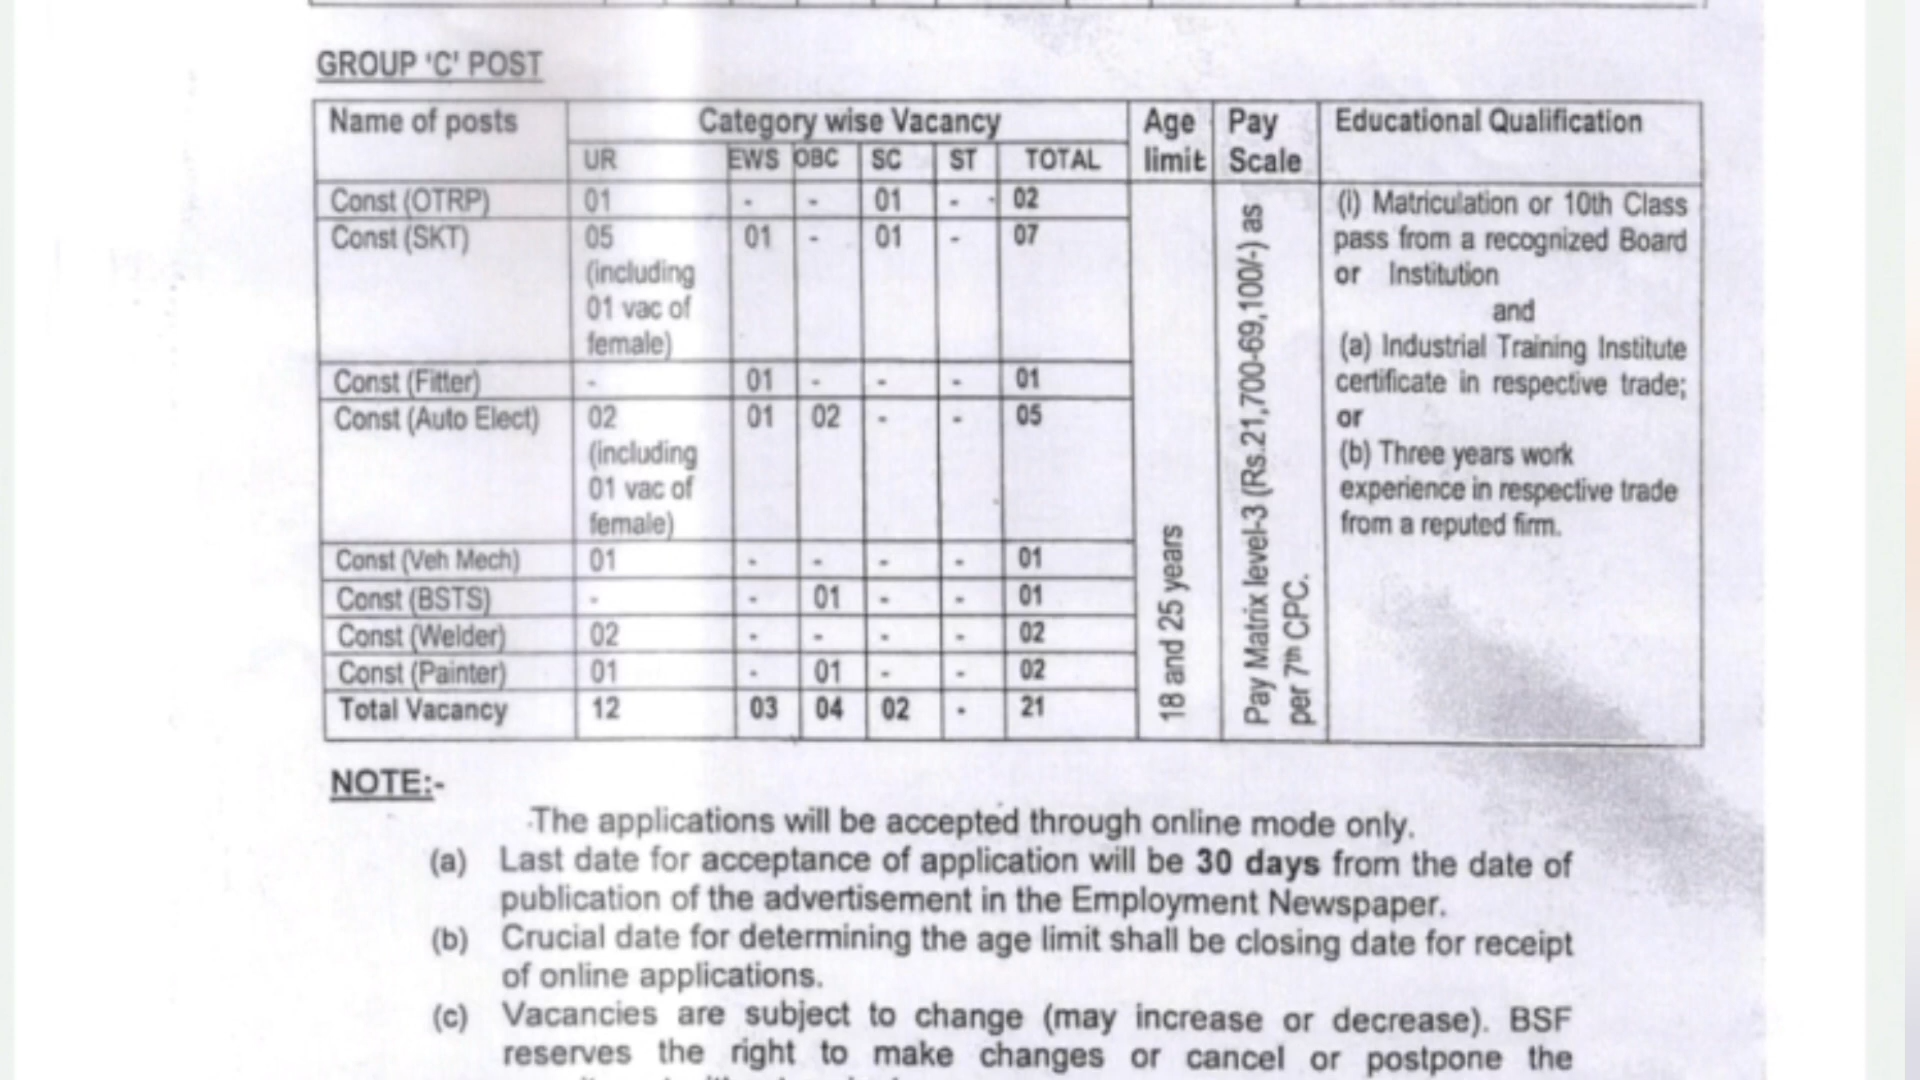 GROUP 'C' POST
Name of posts Category wise Vacancy Age limit Pay Scale Educational Qualification
UR EWS OBC SC ST TOTAL
Const (OTRP) 01 - - 01 - 02
Const (SKT) 05 (including 01 vac of female) 01 - 01 - 07
Const (Fitter) - 01 - - - 01
Const (Auto Elect) 02 (including 01 vac of female) 01 02 - - 05
Const (Veh Mech) 01 - - - - 01
Const (BSTS) - - 01 - - 01
Const (Welder) 02 - - - - 02
Const (Painter) 01 - 01 - - 02
Total Vacancy 12 03 04 02 - 21
18 and 25 years
Pay Matrix level-3 (Rs.21,700-69,100/-) as
per 7th CPC.
(i) Matriculation or 10th Class
pass from a recognized Board
or Institution
and
(a) Industrial Training Institute
certificate in respective trade;
or
(b) Three years work
experience in respective trade
from a reputed firm.
NOTE:-
The applications will be accepted through online mode only.
(a) Last date for acceptance of application will be 30 days from the date of
publication of the advertisement in the Employment Newspaper.
(b) Crucial date for determining the age limit shall be closing date for receipt
of online applications.
(c) Vacancies are subject to change (may increase or decrease). BSF
reserves the right to make changes or cancel or postpone the